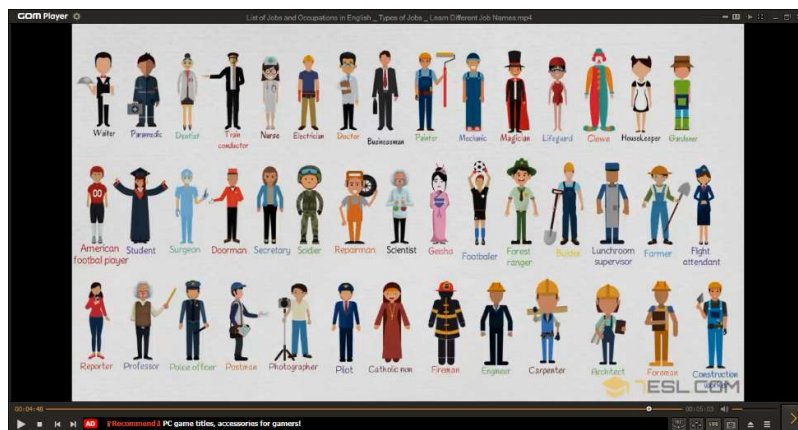 GOM Player
List of Jobs and Occupations in English _ Types of Jobs _ Learn Different Job Names.mp4
Waiter Paramedic Dentist Train conductor Nurse Electrician Doctor Businessman Painter Mechanic Magician Lifeguard Clown Housekeeper Gardener
American footbal player Student Surgeon Doorman Secretary Soldier Repairman Scientist Geisha Footballer Forest ranger Builder Lunchroom supervisor Farmer Flight attendant
Reporter Professor Police officer Postman Photographer Pilot Catholic nun Fireman Engineer Carpenter Architect Foreman Construction worker
7ESL.COM
00:04:48
00:05:03
AD Recommend PC game titles, accessories for gamers!